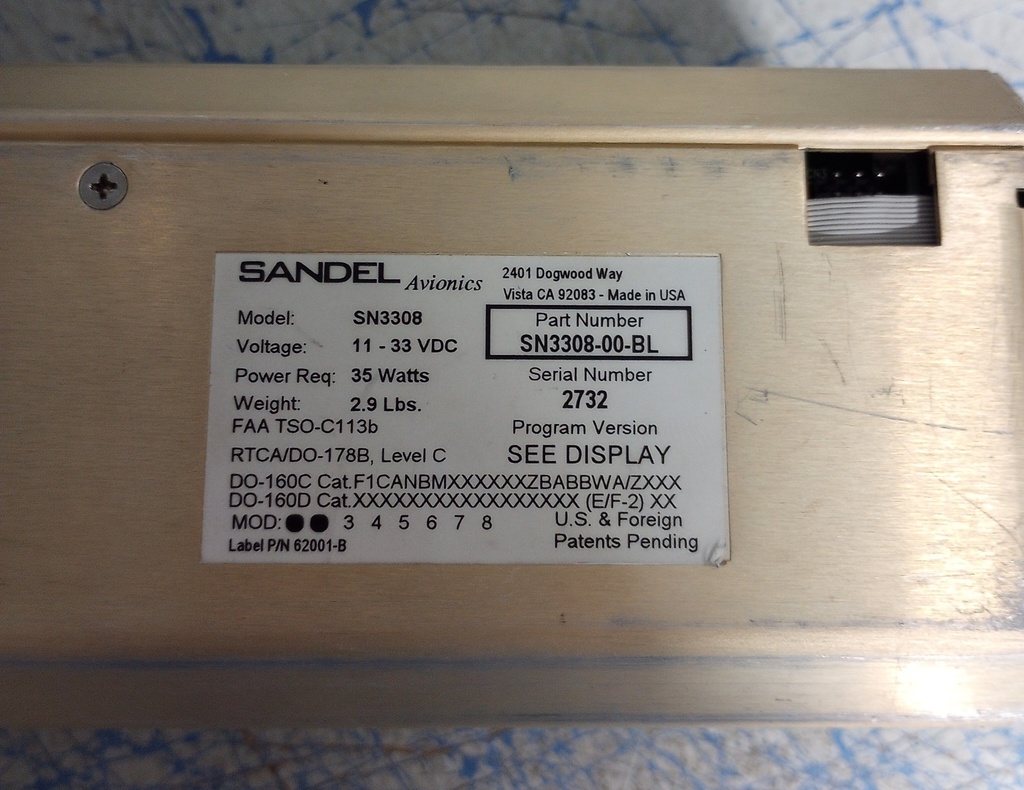 SANDEL Avionics
2401 Dogwood Way
Vista CA 92083 - Made in USA
Model: SN3308
Voltage: 11 - 33 VDC
Power Req: 35 Watts
Weight: 2.9 Lbs.
FAA TSO-C113b
RTCA/DO-178B, Level C
Part Number
SN3308-00-BL
Serial Number
2732
Program Version
SEE DISPLAY
DO-160C Cat.F1CANBMXXXXXXZBABBWA/ZXXX
DO-160D Cat.XXXXXXXXXXXXXXXXX (E/F-2) XX
MOD: ●● 3 4 5 6 7 8
Label P/N 62001-B
U.S. & Foreign
Patents Pending